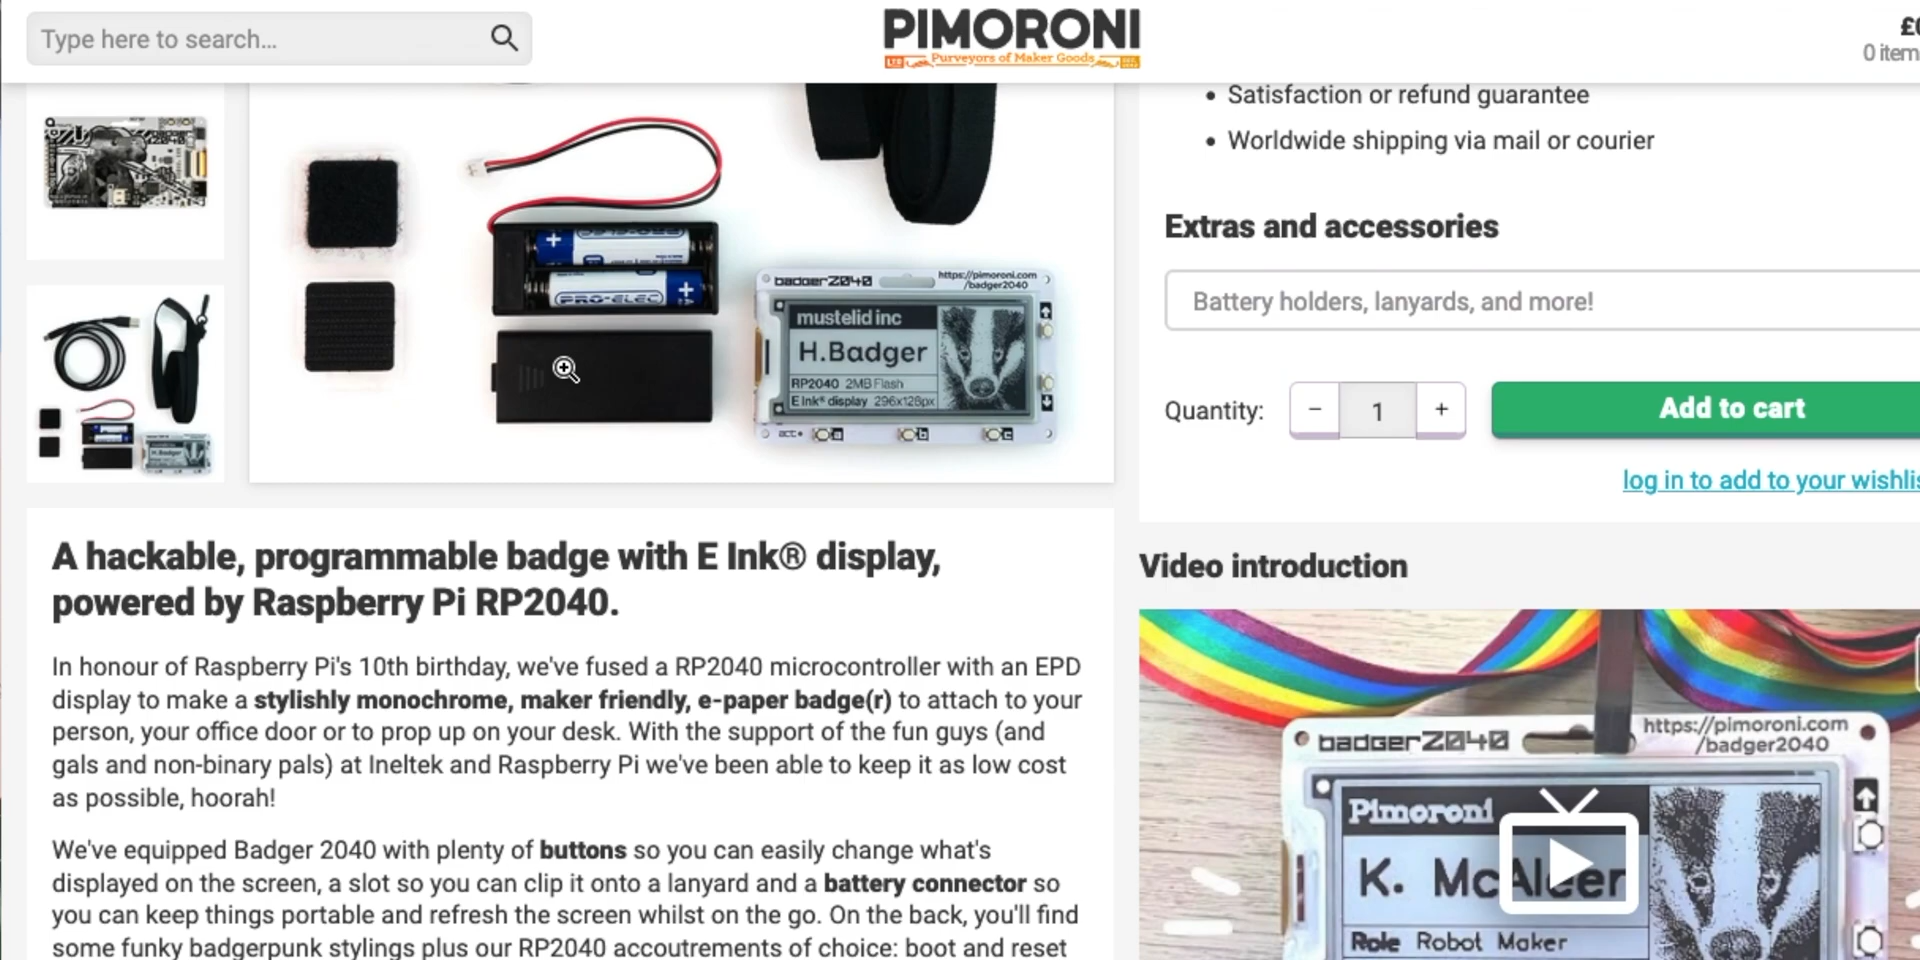 Type here to search...
PIMORONI
Purveyors of Maker Goods
0 item
Satisfaction or refund guarantee
Worldwide shipping via mail or courier
Extras and accessories
Battery holders, lanyards, and more!
Quantity:
−
1
+
Add to cart
log in to add to your wishlis
badger2040
https://pimoroni.com
/badger2040
mustelid inc
H.Badger
RP2040 2MB Flash
E Ink® display 296x128px
act
a
b
c
PRO-ELEC
A hackable, programmable badge with E Ink® display,
powered by Raspberry Pi RP2040.
In honour of Raspberry Pi's 10th birthday, we've fused a RP2040 microcontroller with an EPD
display to make a stylishly monochrome, maker friendly, e-paper badge(r) to attach to your
person, your office door or to prop up on your desk. With the support of the fun guys (and
gals and non-binary pals) at Ineltek and Raspberry Pi we've been able to keep it as low cost
as possible, hoorah!
We've equipped Badger 2040 with plenty of buttons so you can easily change what's
displayed on the screen, a slot so you can clip it onto a lanyard and a battery connector so
you can keep things portable and refresh the screen whilst on the go. On the back, you'll find
some funky badgerpunk stylings plus our RP2040 accoutrements of choice: boot and reset
Video introduction
badger2040
https://pimoroni.com
/badger2040
Pimoroni
K. McAleer
Role Robot Maker